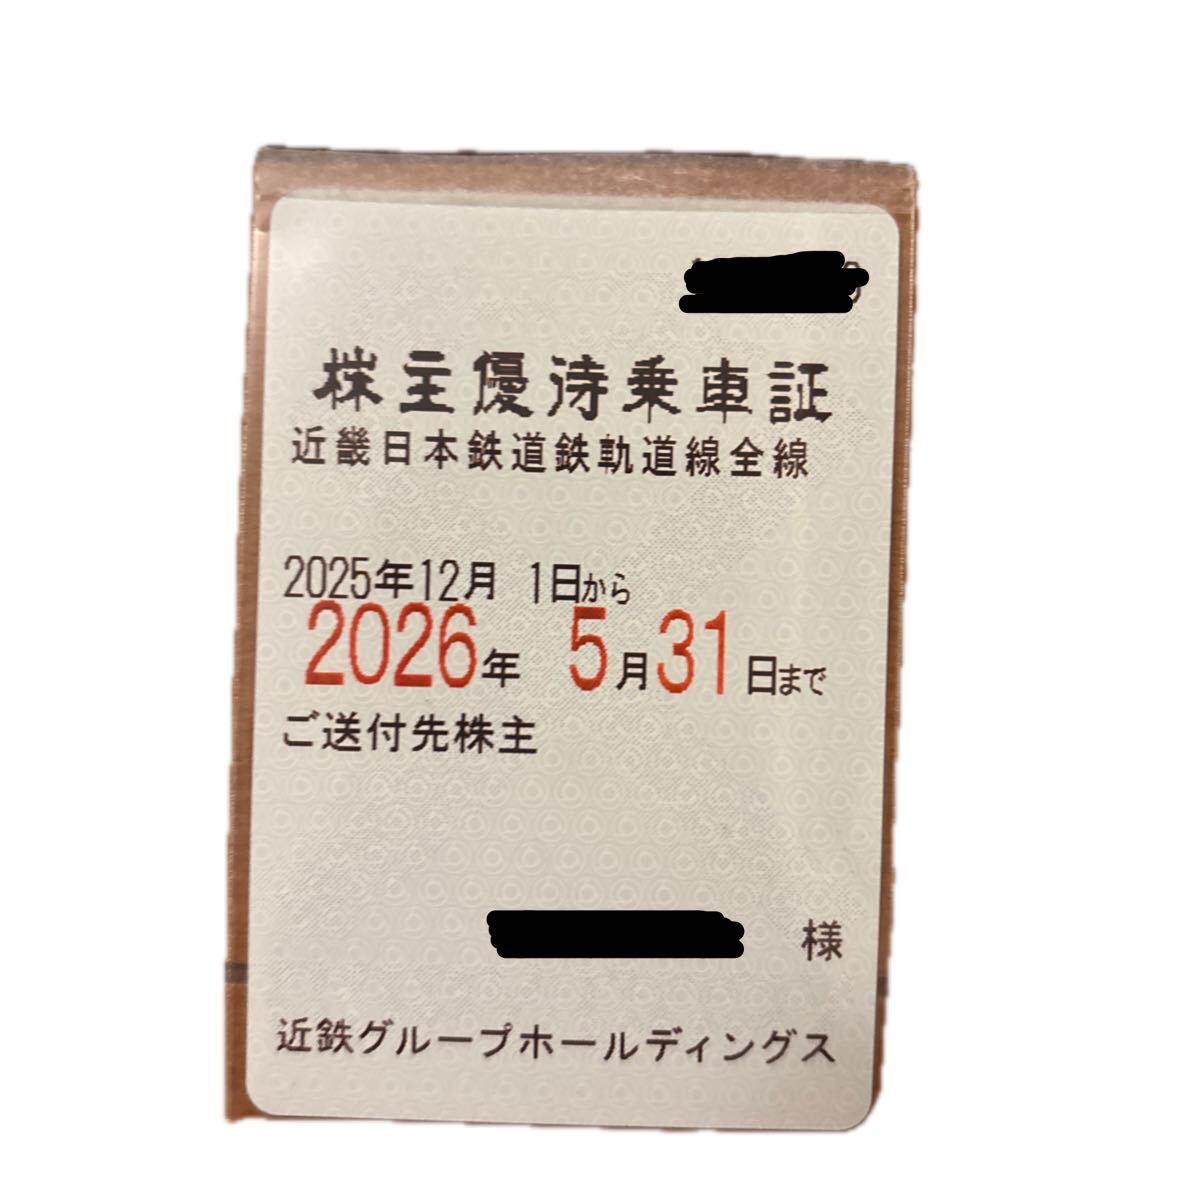 株主優待乗車証
近畿日本鉄道鉄軌道線全線
2025年12月 1日から
2026年 5月31日まで
ご送付先株主
様
近鉄グループホールディングス